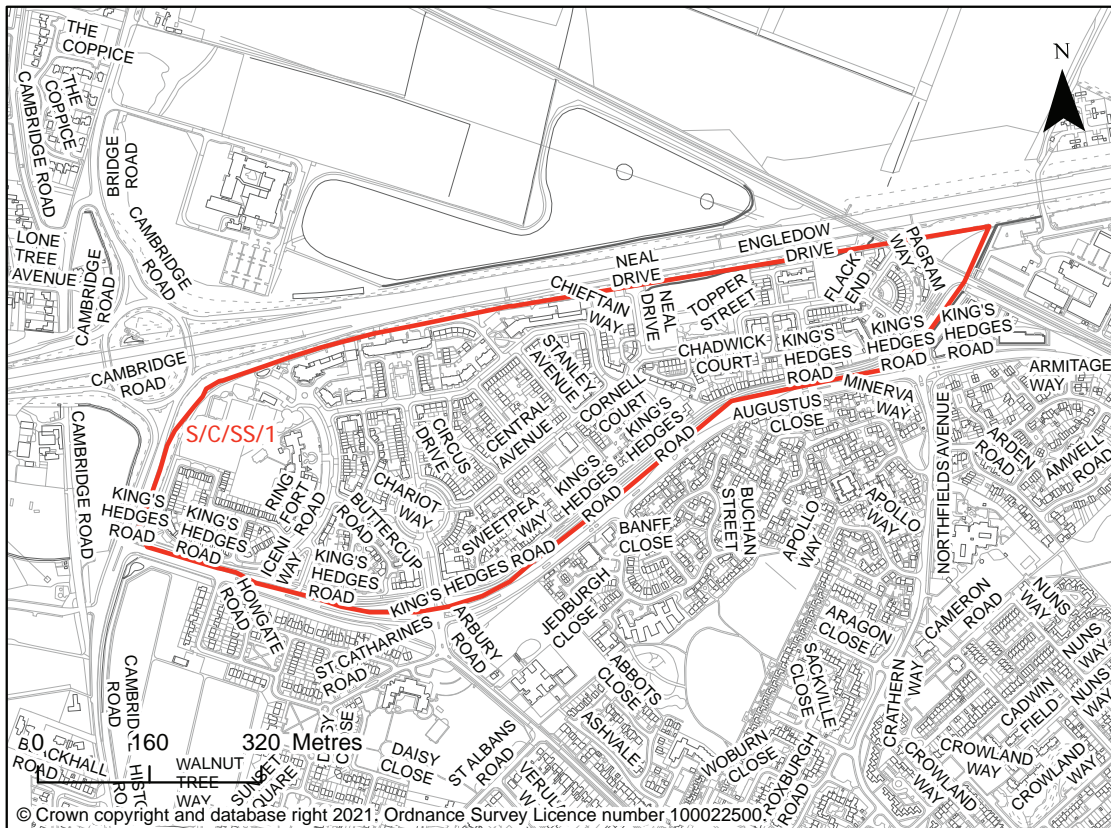 THE
COPPICE
THE
COPPICE
CAMBRIDGE
ROAD
BRIDGE
ROAD
CAMBRIDGE
ROAD
LONE
TREE
AVENUE
CAMBRIDGE
ROAD
CAMBRIDGE
ROAD
N
NEAL
DRIVE
ENGLEDOW
DRIVE
PAGRAM
WAY
CHIEFTAIN
WAY
NEAL
DRIVE
TOPPER
STREET
FLACK
END
STANLEY
AVENUE
CHADWICK
COURT
KING'S
HEDGES
ROAD
KING'S
HEDGES
ROAD
KING'S
HEDGES
ROAD
ARMITAGE
WAY
MINERVA
WAY
AUGUSTUS
CLOSE
CORNELL
COURT
KING'S
HEDGES
ROAD
CENTRAL
AVENUE
CIRCUS
DRIVE
S/C/SS/1
CAMBRIDGE ROAD
KING'S
HEDGES
ROAD
KING'S
HEDGES
ROAD
RING
FORT
ROAD
ICENI
WAY
CHARIOT
WAY
BUTTERCUP
ROAD
KING'S
HEDGES
ROAD
SWEETPEA
WAY
KING'S
HEDGES
ROAD
KING'S HEDGES ROAD
NORTHFIELDS AVENUE
ARDEN
ROAD
AMWELL
ROAD
APOLLO
WAY
APOLLO
WAY
BUCHAN
STREET
BANFF
CLOSE
JEDBURGH
CLOSE
HOWGATE
ROAD
ST CATHARINES
ROAD
ARBURY
ROAD
ABBOTS
CLOSE
ASHVALE
ARAGON
CLOSE
SACKVILLE
CLOSE
CAMERON
ROAD
NUNS
WAY
NUNS
WAY
NUNS
WAY
CADWIN
FIELD
CRATHERN
WAY
CROWLAND
WAY
CROWLAND
WAY
CROWLAND
WAY
WOBURN
CLOSE
ROXBURGH
ROAD
ST ALBANS
ROAD
DAISY
CLOSE
SUNSET
SQUARE
WALNUT
TREE
WAY
CAMBRIDGE
ROAD
ROAD
0 160 320 Metres
© Crown copyright and database right 2021. Ordnance Survey Licence number 100022500.